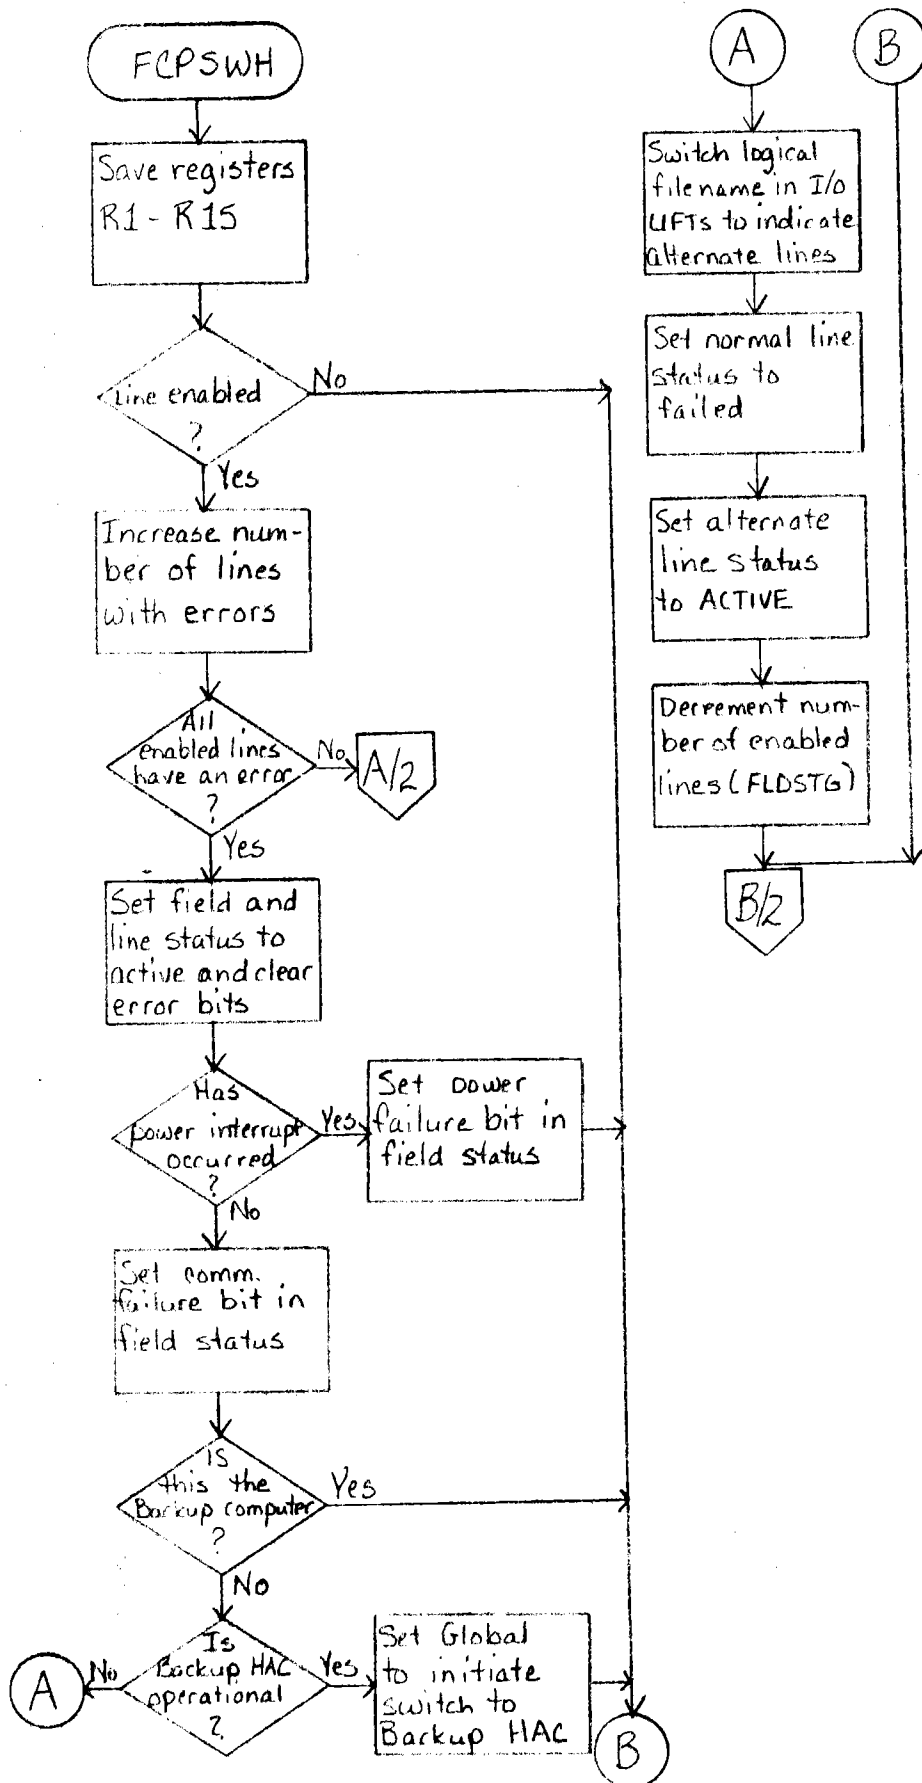 FCPSWH
Save registers
R1 - R15
Line enabled
?
No
Yes
Increase num-
ber of lines
with errors
All
enabled lines
have an error
?
No
A/2
Yes
Set field and
line status to
active and clear
error bits
Has
power interrupt
occurred
?
Yes
Set power
failure bit in
field status
No
Set comm.
failure bit in
field status
Is
this the
Backup computer
?
Yes
No
Is
Backup HAC
operational
?
No
A
Yes
Set Global
to initiate
switch to
Backup HAC
B
A
Switch logical
filename in I/O
UFTs to indicate
alternate lines
Set normal line
status to
failed
Set alternate
line status
to ACTIVE
Decrement num-
ber of enabled
lines (FLDSTG)
B/2
B